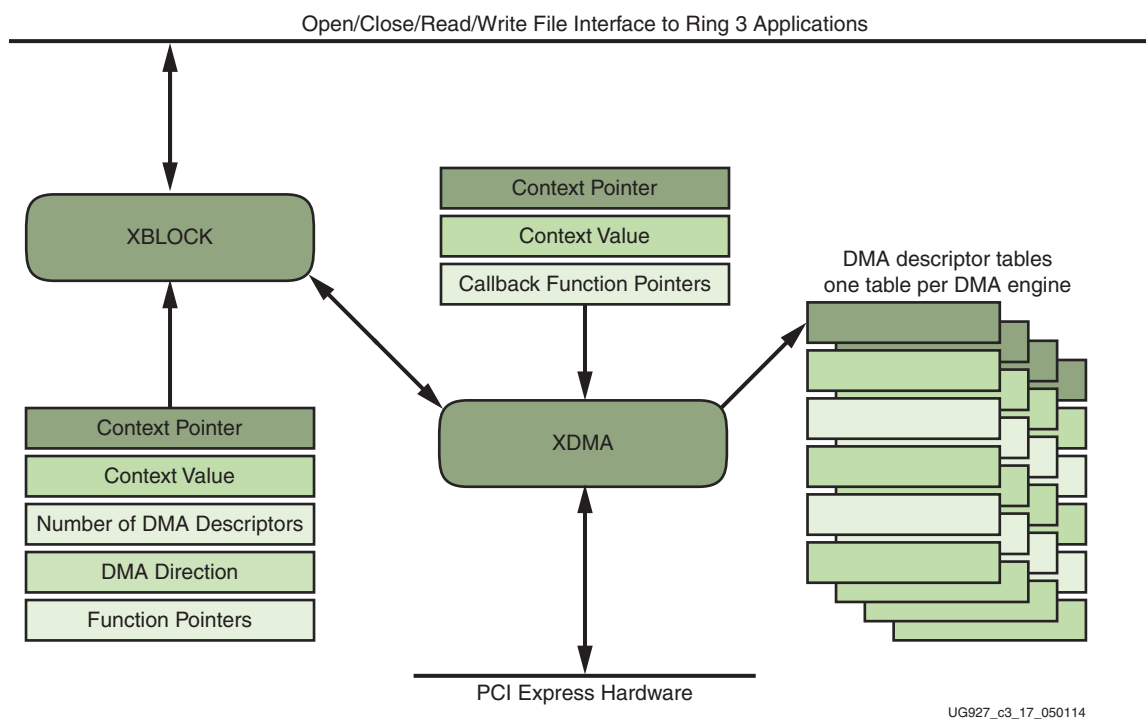 Open/Close/Read/Write File Interface to Ring 3 Applications
XBLOCK
Context Pointer
Context Value
Callback Function Pointers
DMA descriptor tables
one table per DMA engine
Context Pointer
Context Value
Number of DMA Descriptors
DMA Direction
Function Pointers
XDMA
PCI Express Hardware
UG927_c3_17_050114